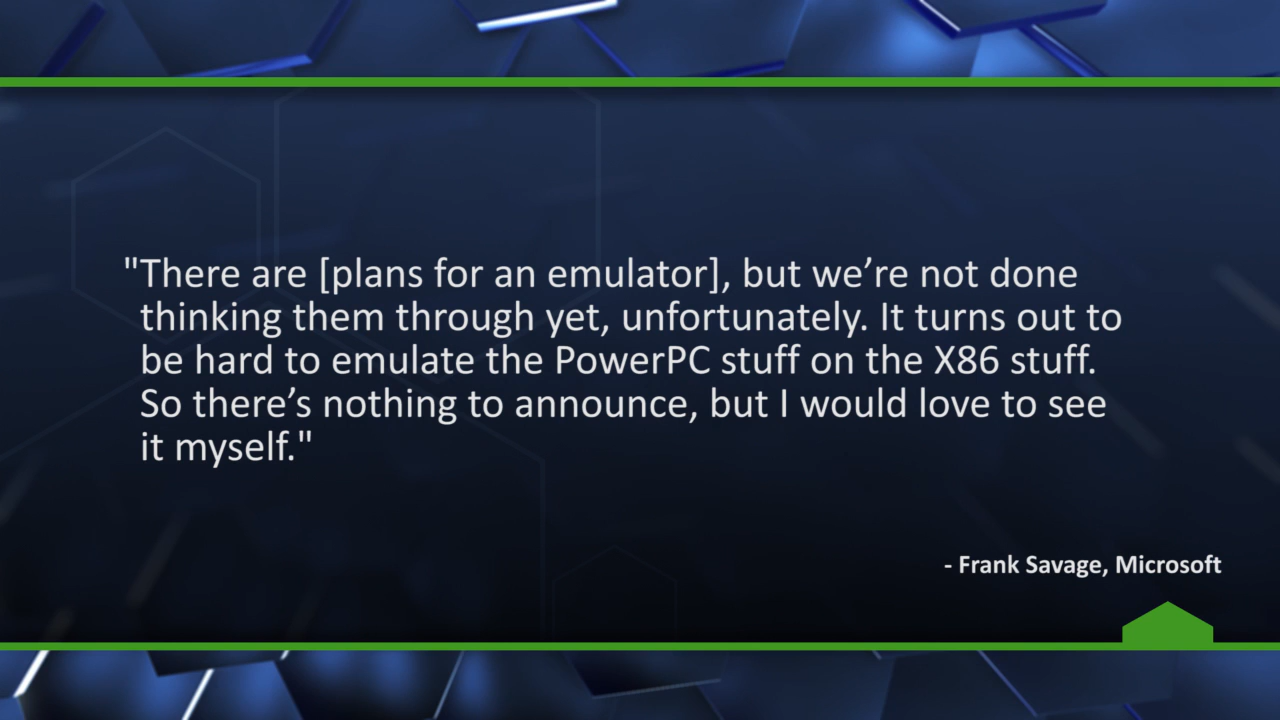 "There are [plans for an emulator], but we’re not done
thinking them through yet, unfortunately. It turns out to
be hard to emulate the PowerPC stuff on the X86 stuff.
So there’s nothing to announce, but I would love to see
it myself."
- Frank Savage, Microsoft